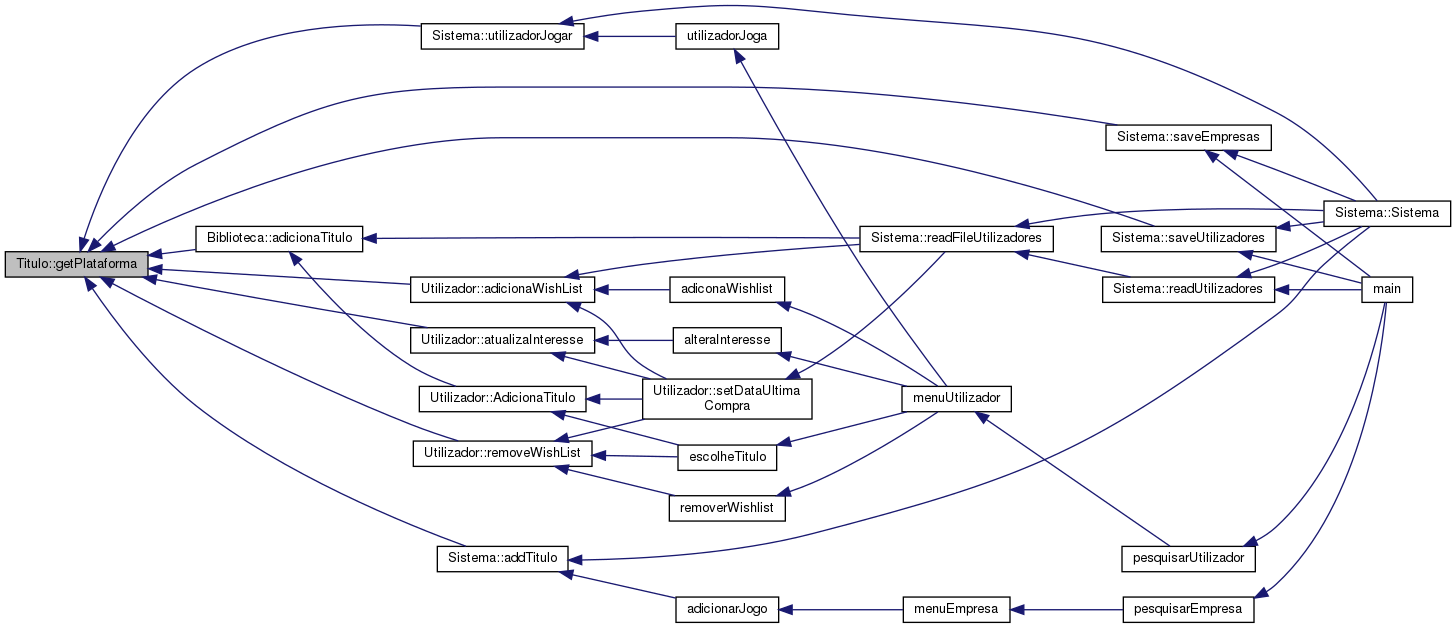 Titulo::getPlataforma
Sistema::utilizadorJogar
utilizadorJoga
Sistema::saveEmpresas
Sistema::Sistema
Biblioteca::adicionaTitulo
Sistema::readFileUtilizadores
Sistema::saveUtilizadores
Utilizador::adicionaWishList
adiconaWishlist
Sistema::readUtilizadores
main
Utilizador::atualizaInteresse
alteraInteresse
Utilizador::AdicionaTitulo
Utilizador::setDataUltima
Compra
menuUtilizador
Utilizador::removeWishList
escolheTitulo
removerWishlist
Sistema::addTitulo
pesquisarUtilizador
adicionarJogo
menuEmpresa
pesquisarEmpresa